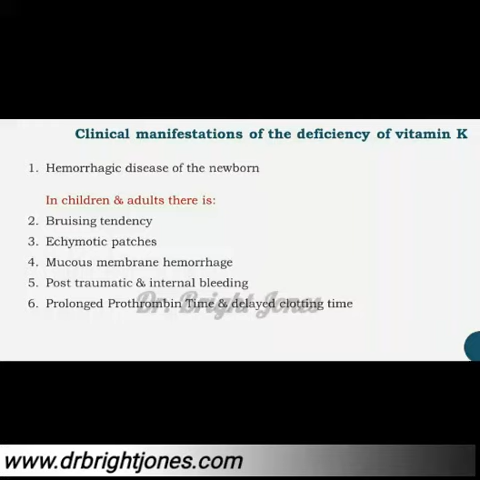 Clinical manifestations of the deficiency of vitamin K
1. Hemorrhagic disease of the newborn
In children & adults there is:
2. Bruising tendency
3. Echymotic patches
4. Mucous membrane hemorrhage
5. Post traumatic & internal bleeding
6. Prolonged Prothrombin Time & delayed clotting time
Dr. Bright Jones
www.drbrightjones.com